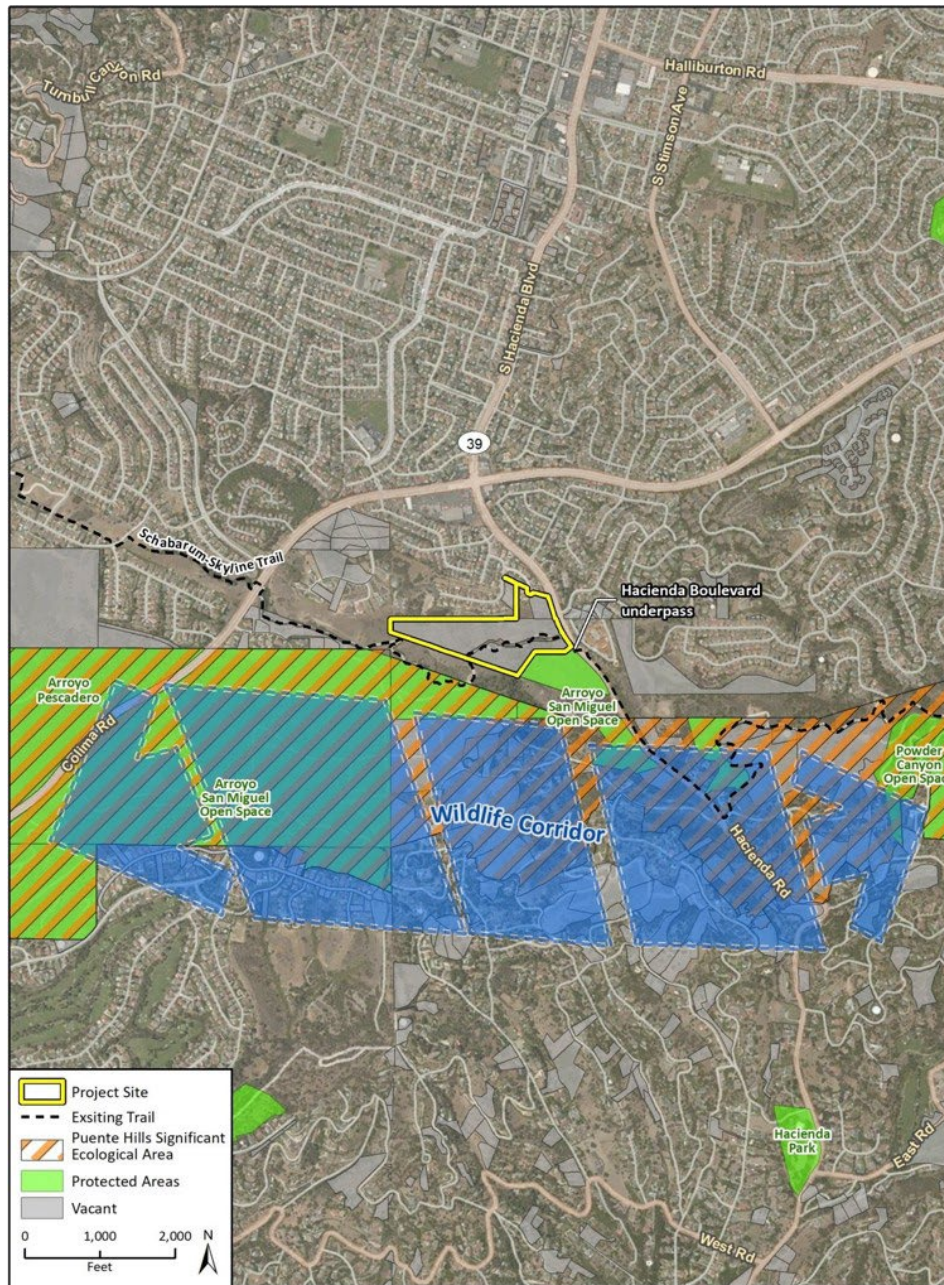 Turnbull Canyon Rd
Halliburton Rd
S Stimson Ave
S Hacienda Blvd
39
Schabarum-Skyline Trail
Hacienda Boulevard
underpass
Arroyo
Pescadero
Colima Rd
Arroyo
San Miguel
Open Space
Arroyo
San Miguel
Open Space
Powder
Canyon
Open Spac
Wildlife Corridor
Hacienda Rd
Hacienda
Park
East Rd
West Rd
Project Site
Exsiting Trail
Puente Hills Significant
Ecological Area
Protected Areas
Vacant
0 1,000 2,000
Feet
N